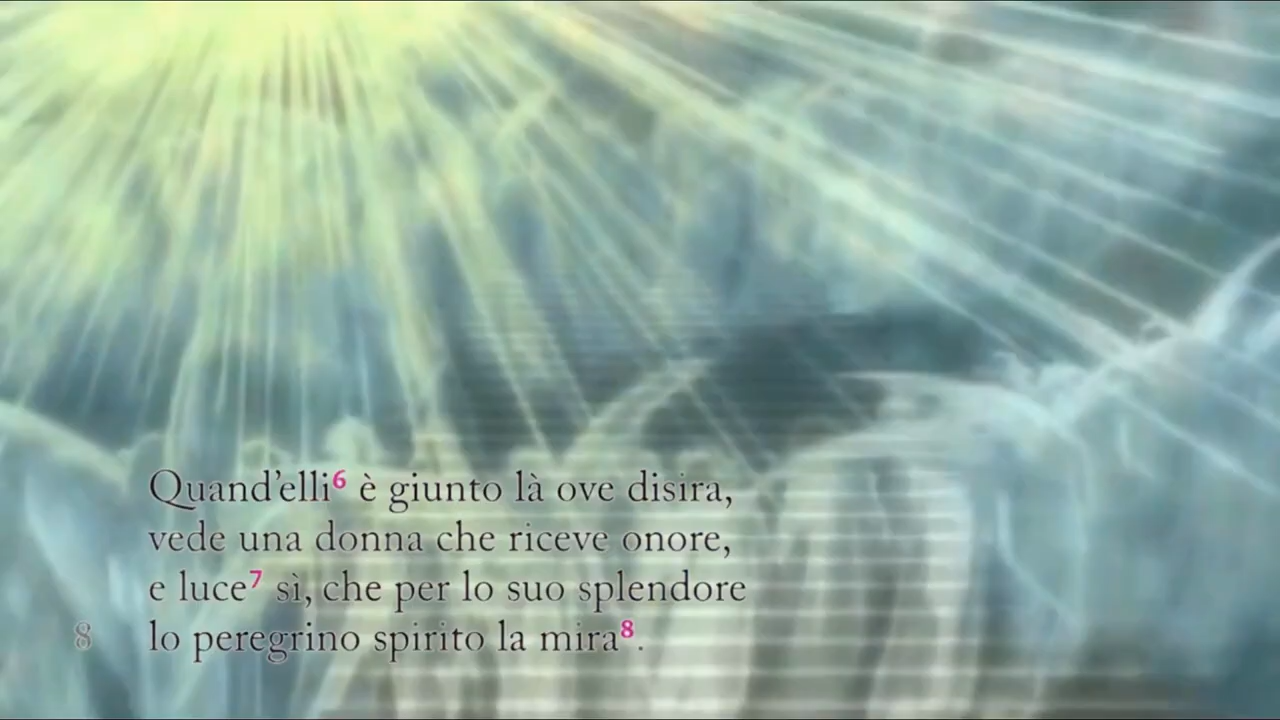 Quand'elli⁶ è giunto là ove disira,
vede una donna che riceve onore,
e luce⁷ sì, che per lo suo splendore
8 lo peregrino spirito la mira⁸.